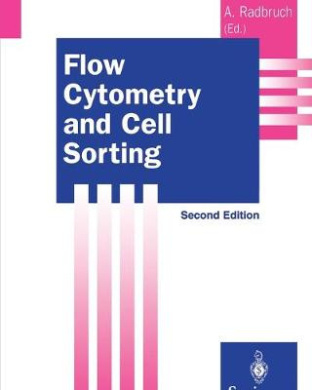 A. Radbruch
(Ed.)
Flow
Cytometry
and Cell
Sorting
Second Edition